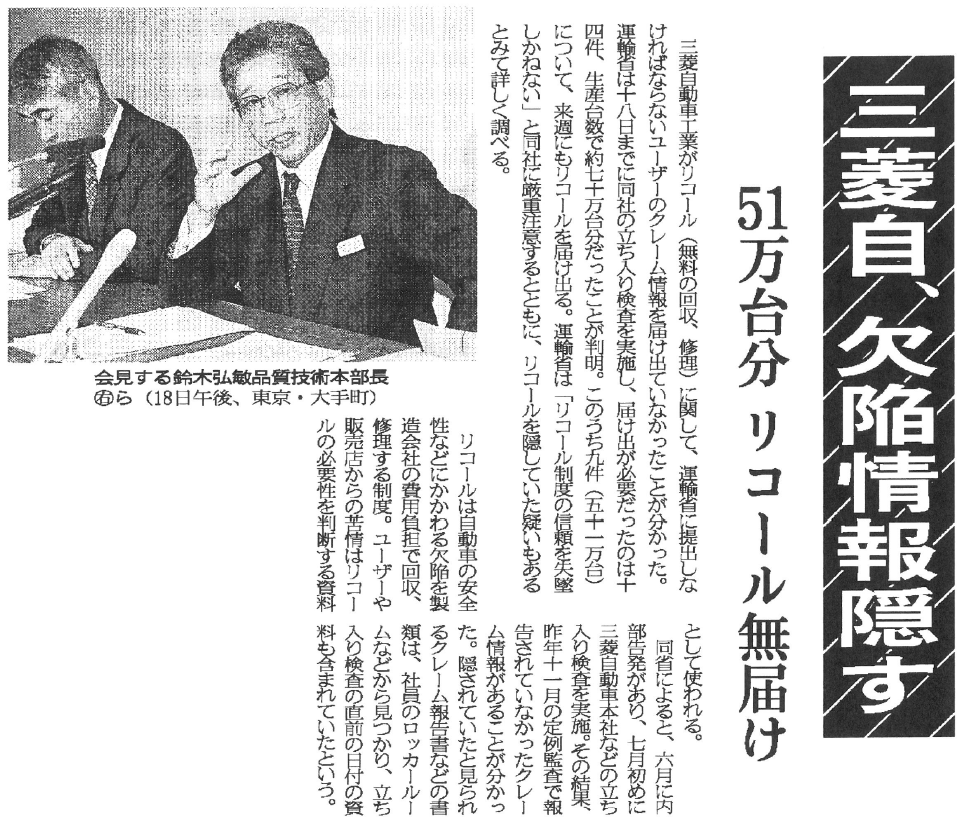 三菱自、欠陥情報隠す
51万台分 リコール無届け
三菱自動車工業がリコール（無料の回収、修理）に関して、運輸省に提出しな
ければならないユーザーのクレーム情報を届け出ていなかったことが分かった。
運輸省は十八日までに同社の立ち入り検査を実施し、届け出が必要だったのは十
四件、生産台数で約七十万台分だったことが判明。このうち九件（五十一万台）
について、来週にもリコールを届け出る。運輸省は「リコール制度の信頼を失墜
しかねない」と同社に厳重注意するとともに、リコールを隠していた疑いもある
とみて詳しく調べる。
会見する鈴木弘敏品質技術本部長
㊨ら（18日午後、東京・大手町）
リコールは自動車の安全
性などにかかわる欠陥を製
造会社の費用負担で回収、
修理する制度。ユーザーや
販売店からの苦情はリコー
ルの必要性を判断する資料
として使われる。
同省によると、六月に内
部告発があり、七月初めに
三菱自動車本社などの立ち
入り検査を実施。その結果、
昨年十一月の定例監査で報
告されていなかったクレー
ム情報があることが分かっ
た。隠されていたと見られ
るクレーム報告書などの書
類は、社員のロッカールー
ムなどから見つかり、立ち
入り検査の直前の日付の資
料も含まれていたという。